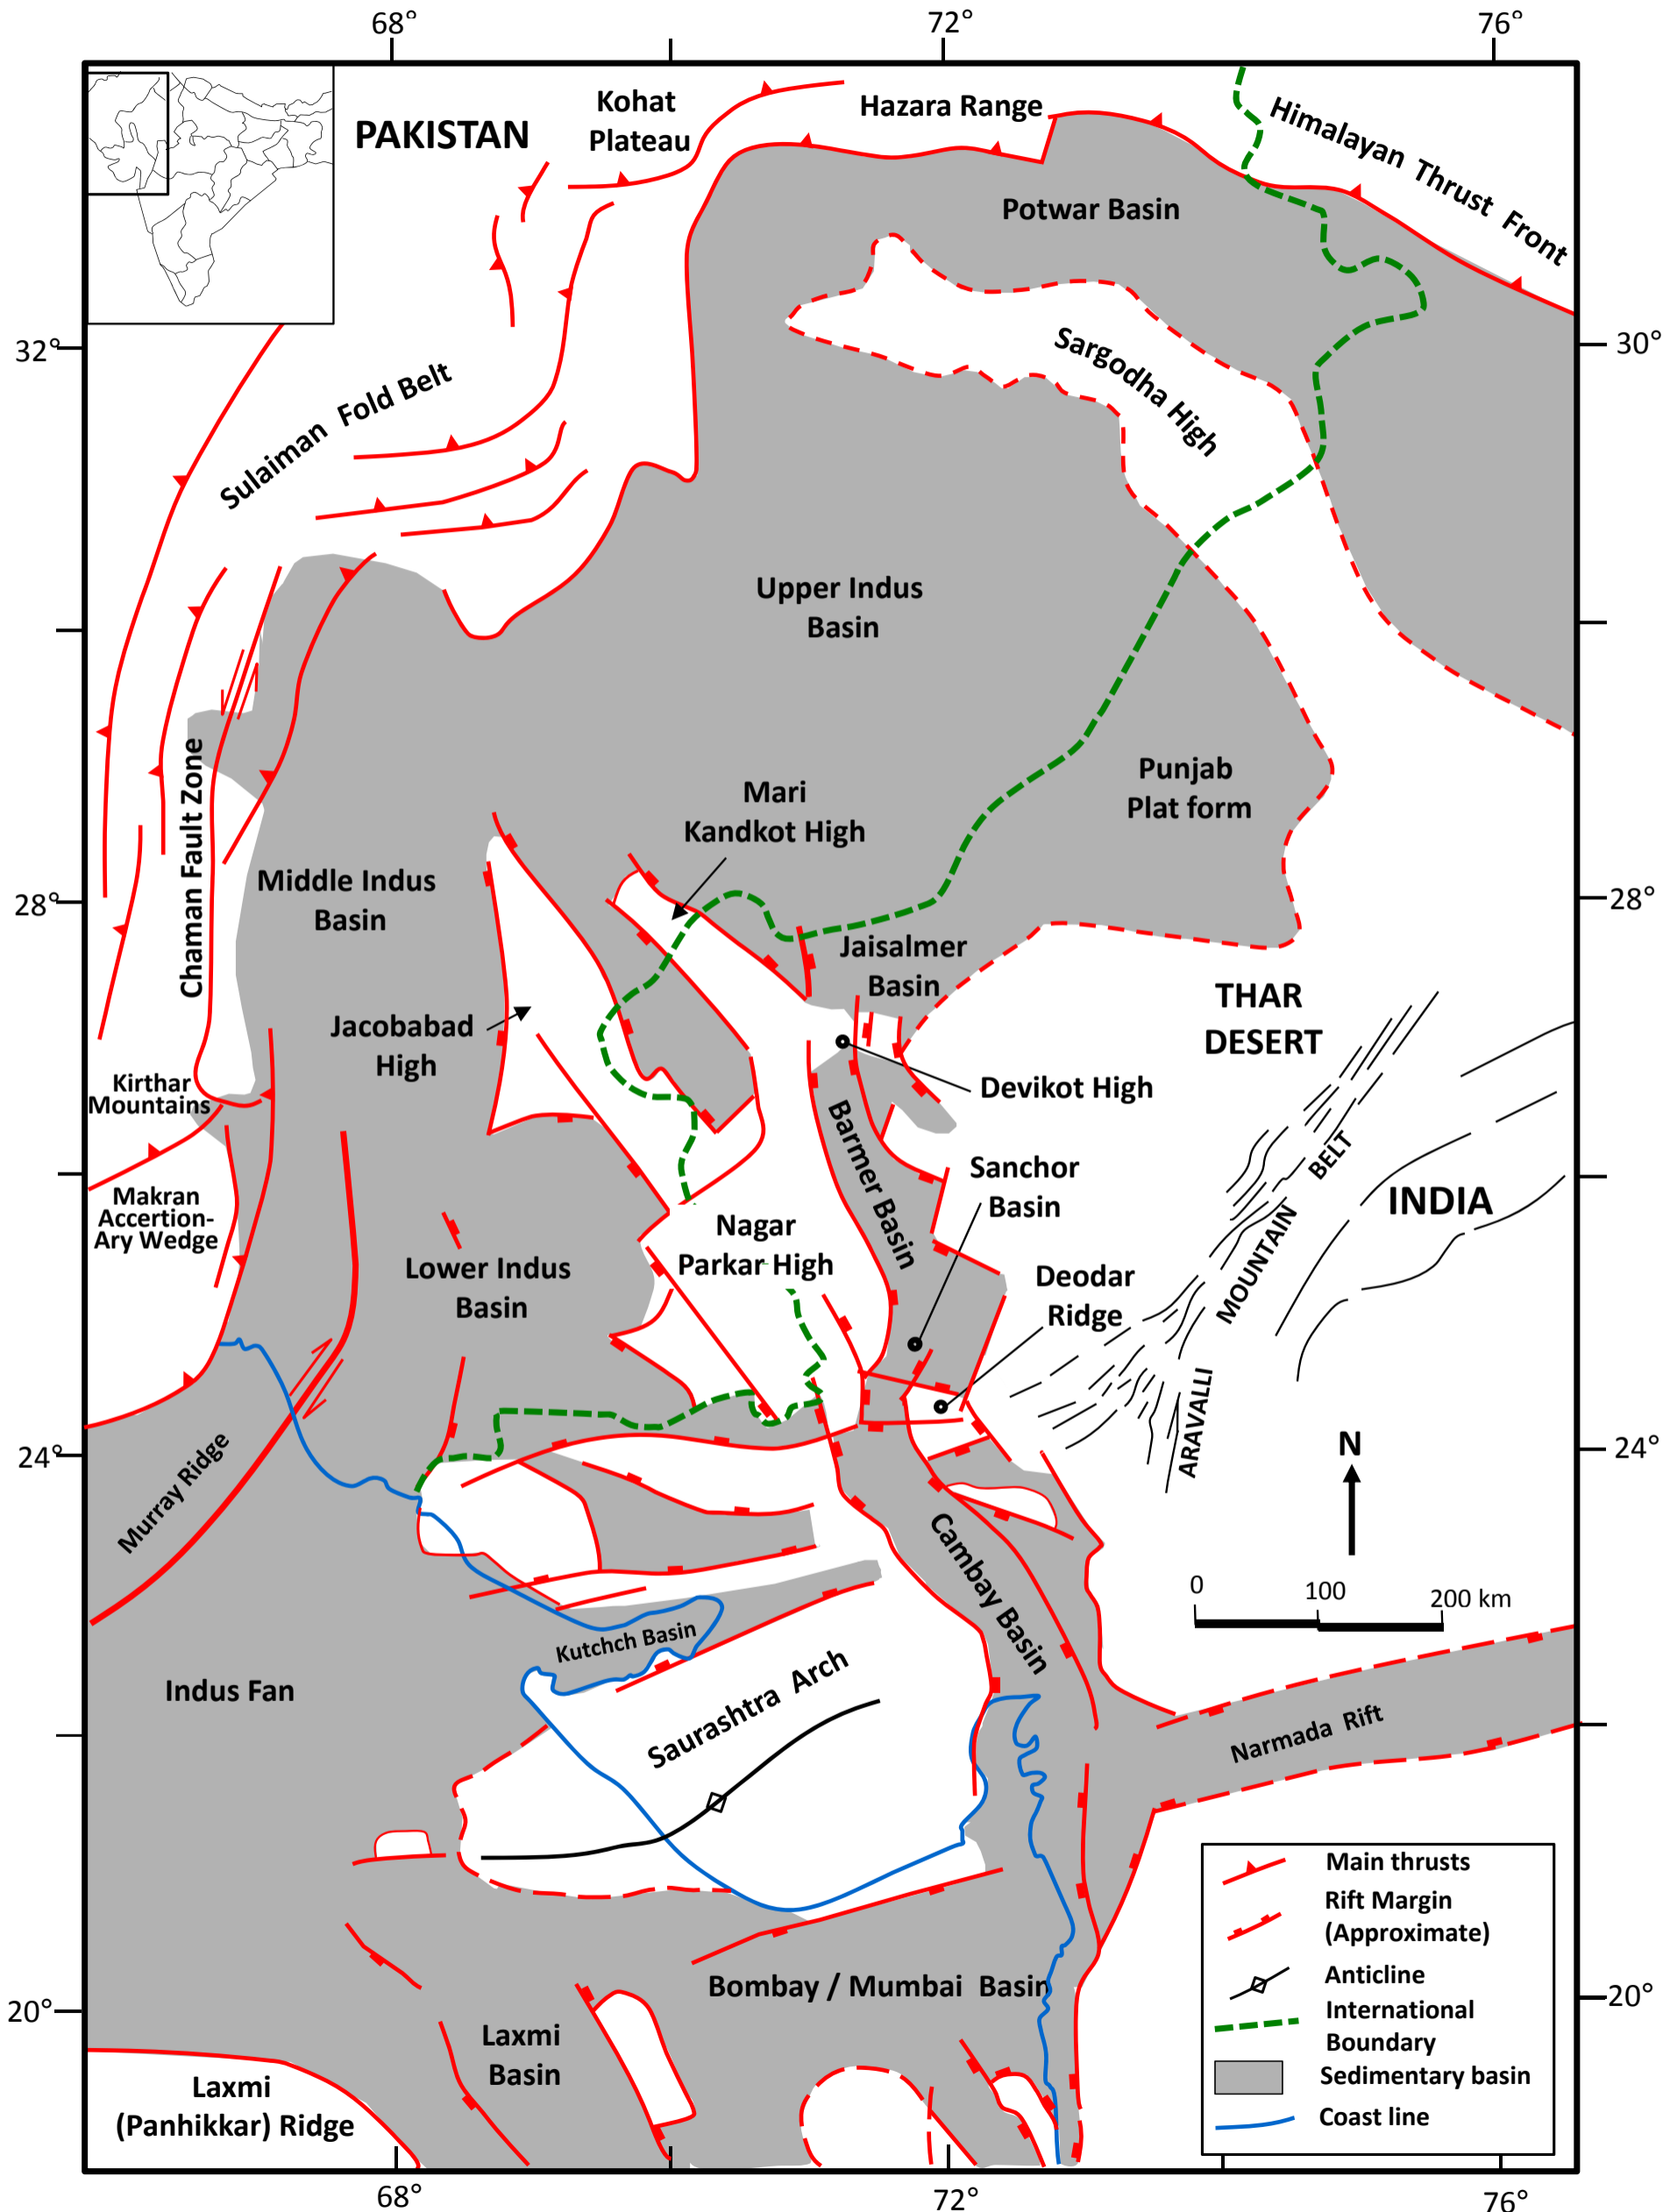 68°
72°
76°
PAKISTAN
Kohat
Plateau
Hazara Range
Himalayan Thrust Front
Potwar Basin
32°
30°
Sargodha High
Sulaiman Fold Belt
Upper Indus
Basin
Punjab
Plat form
Mari
Kandkot High
Chaman Fault Zone
Middle Indus
Basin
28°
28°
Jaisalmer
Basin
THAR
DESERT
Jacobabad
High
Devikot High
Kirthar
Mountains
Barmer Basin
Sanchor
Basin
Makran
Accertion-
Ary Wedge
Nagar
Parkar High
Lower Indus
Basin
Deodar
Ridge
INDIA
ARAVALLI MOUNTAIN BELT
N
24°
24°
Murray Ridge
Cambay Basin
0
100
200 km
Kutchch Basin
Indus Fan
Saurashtra Arch
Narmada Rift
Bombay / Mumbai Basin
20°
20°
Laxmi
Basin
Laxmi
(Panhikkar) Ridge
Main thrusts
Rift Margin
(Approximate)
Anticline
International
Boundary
Sedimentary basin
Coast line
68°
72°
76°